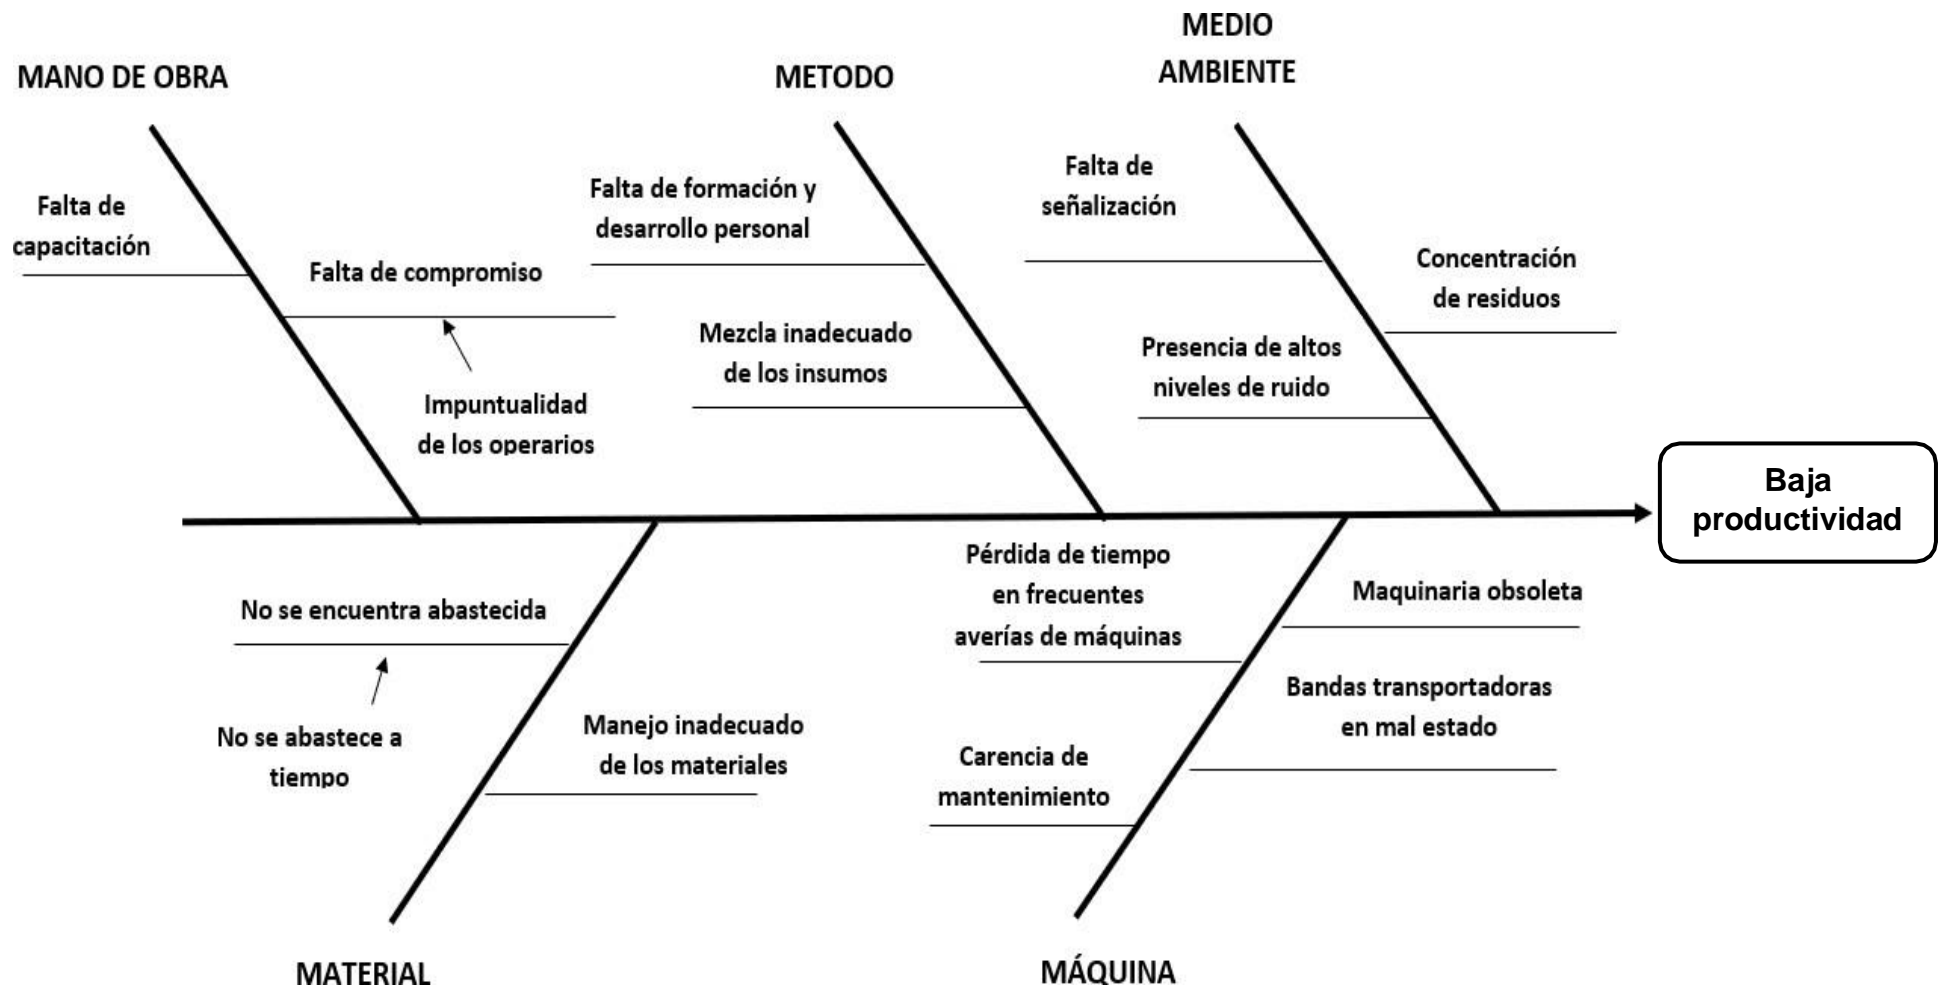 MANO DE OBRA
METODO
MEDIO
AMBIENTE
Falta de
capacitación
Falta de compromiso
Impuntualidad
de los operarios
Falta de formación y
desarrollo personal
Mezcla inadecuado
de los insumos
Falta de
señalización
Presencia de altos
niveles de ruido
Concentración
de residuos
Baja
productividad
No se encuentra abastecida
No se abastece a
tiempo
Manejo inadecuado
de los materiales
Pérdida de tiempo
en frecuentes
averías de máquinas
Carencia de
mantenimiento
Maquinaria obsoleta
Bandas transportadoras
en mal estado
MATERIAL
MÁQUINA